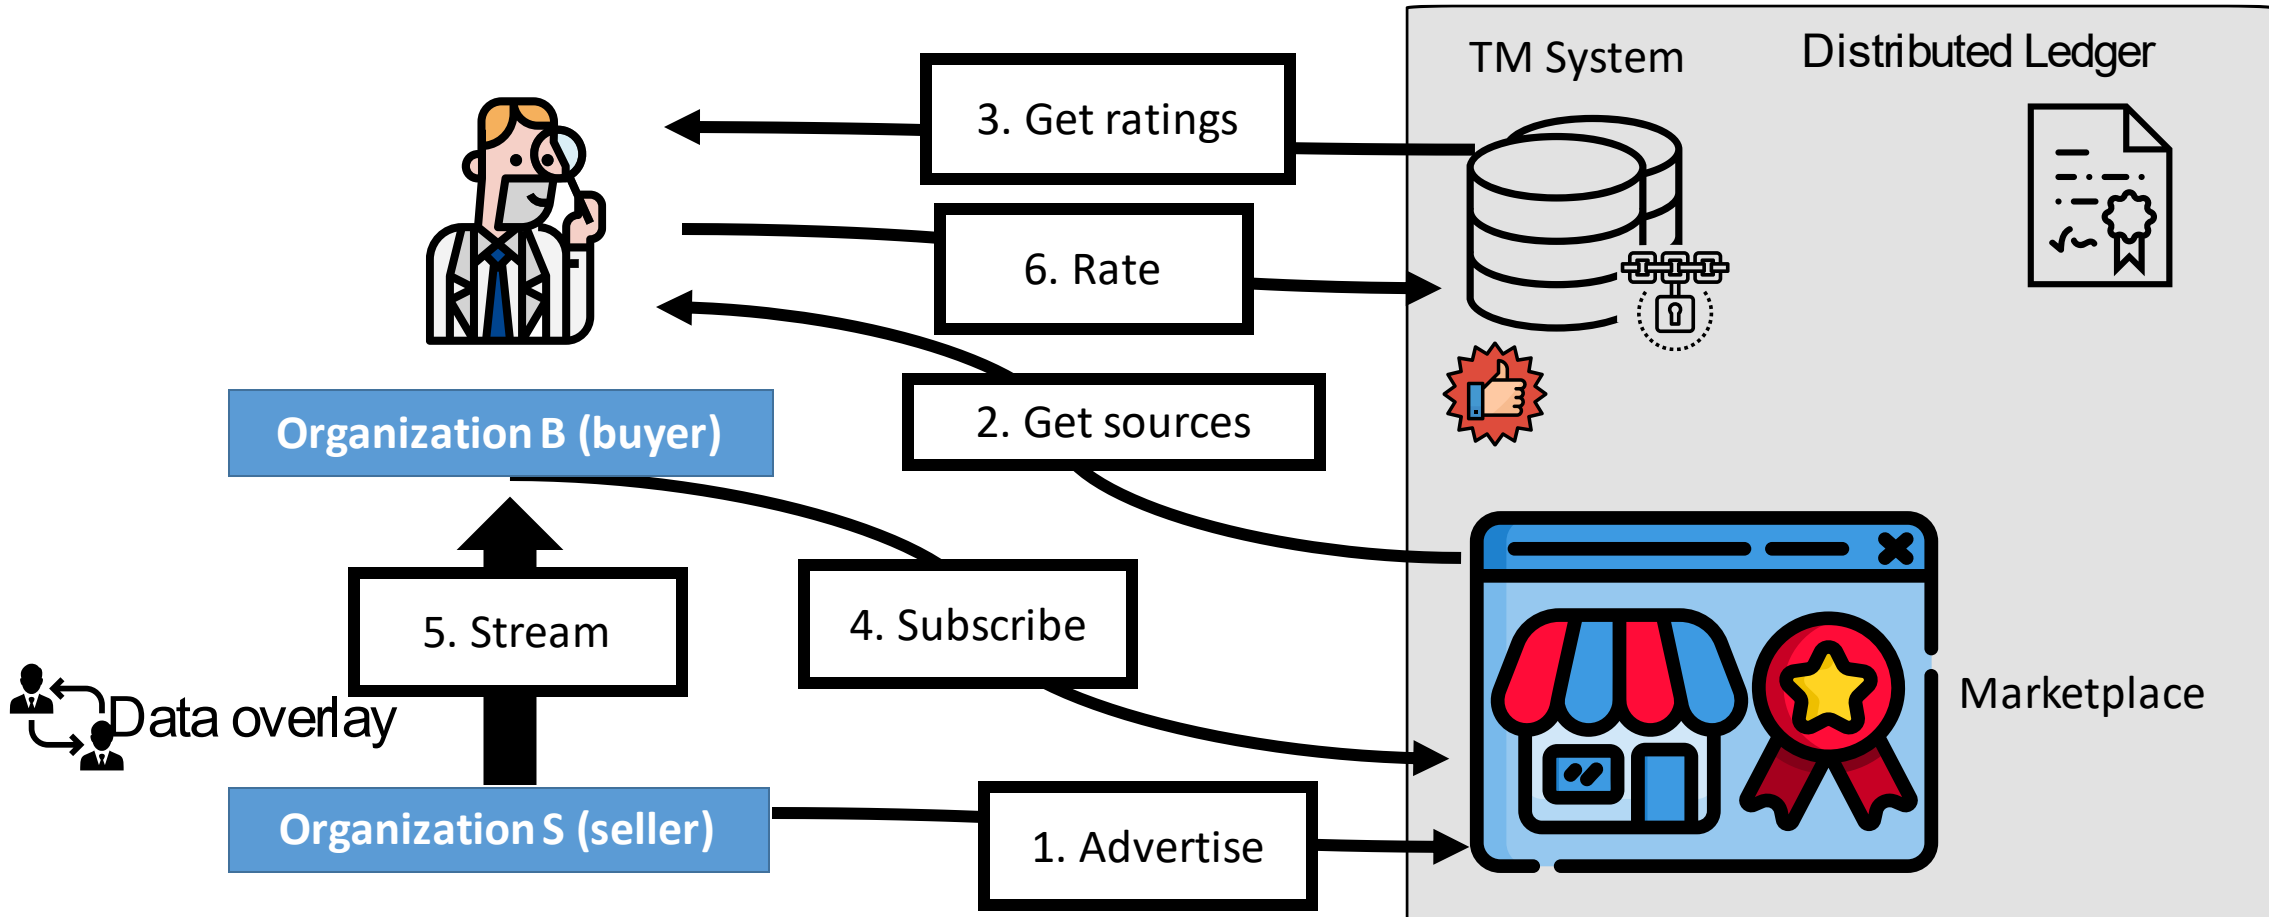 TM System
Distributed Ledger
3. Get ratings
6. Rate
2. Get sources
Organization B (buyer)
5. Stream
4. Subscribe
Data overlay
Marketplace
Organization S (seller)
1. Advertise